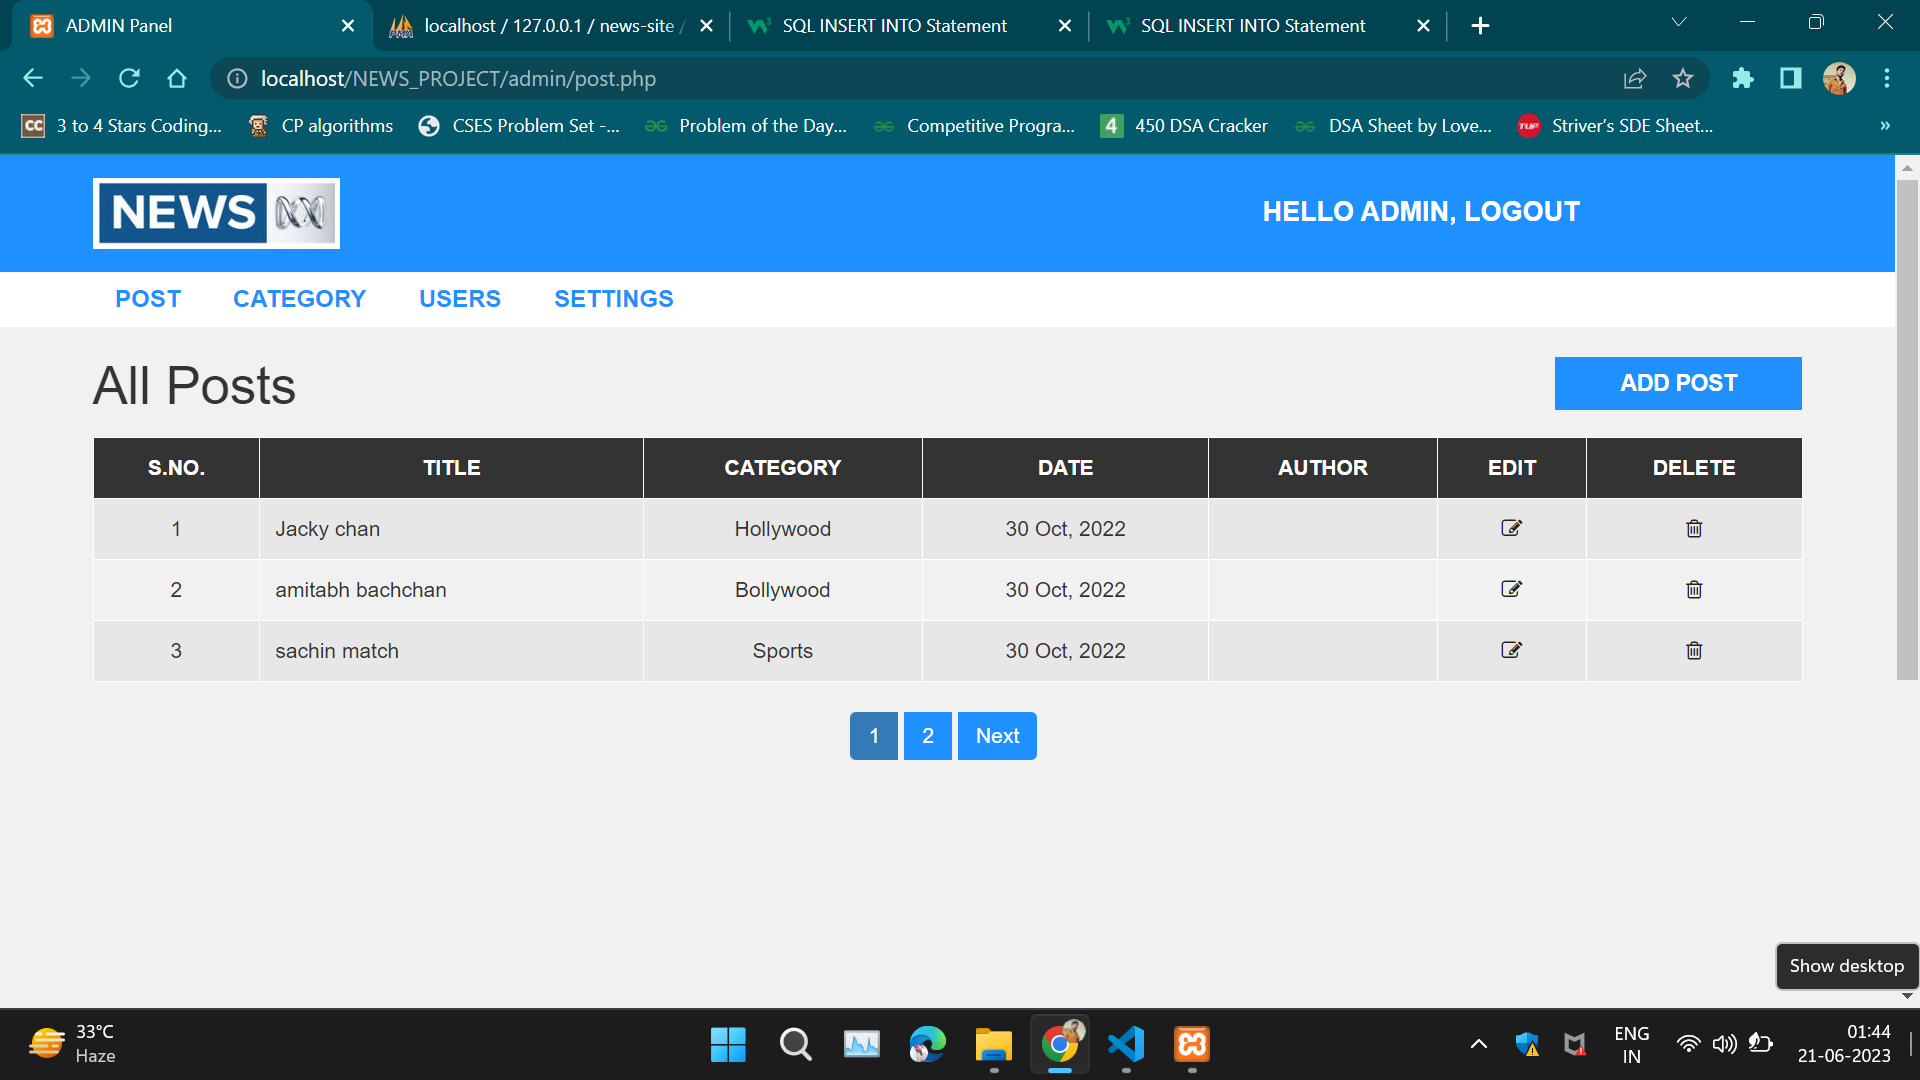 ADMIN Panel
localhost / 127.0.0.1 / news-site /
SQL INSERT INTO Statement
SQL INSERT INTO Statement
localhost/NEWS_PROJECT/admin/post.php
CC 3 to 4 Stars Coding...
CP algorithms
CSES Problem Set -...
Problem of the Day...
Competitive Progra...
4 450 DSA Cracker
DSA Sheet by Love...
TUF Striver's SDE Sheet...
»
NEWS
HELLO ADMIN, LOGOUT
POST CATEGORY USERS SETTINGS
All Posts
ADD POST
S.NO. TITLE CATEGORY DATE AUTHOR EDIT DELETE
1 Jacky chan Hollywood 30 Oct, 2022
2 amitabh bachchan Bollywood 30 Oct, 2022
3 sachin match Sports 30 Oct, 2022
1 2 Next
Show desktop
33°C
Haze
ENG
IN
01:44
21-06-2023